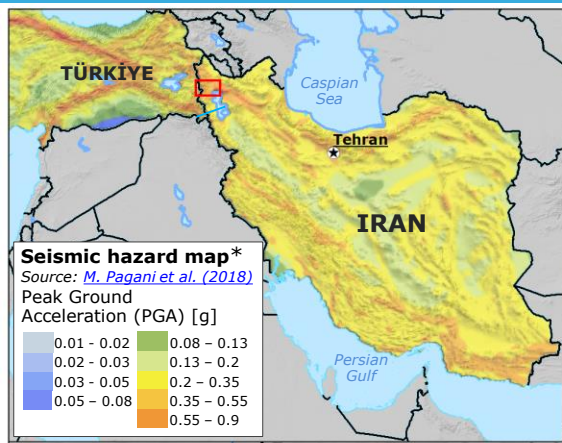 TÜRKİYE
Caspian
Sea
Tehran
IRAN
Seismic hazard map*
Source: M. Pagani et al. (2018)
Peak Ground
Acceleration (PGA) [g]
0.01 - 0.02
0.02 - 0.03
0.03 - 0.05
0.05 - 0.08
0.08 – 0.13
0.13 - 0.2
0.2 – 0.35
0.35 - 0.55
0.55 - 0.9
Persian
Gulf